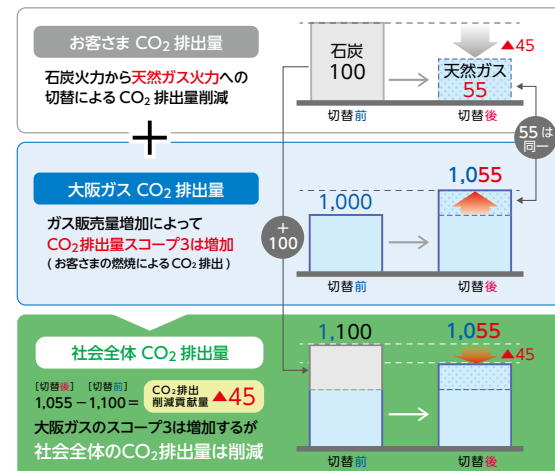 お客さま CO₂ 排出量
石炭火力から天然ガス火力への
切替による CO₂ 排出量削減
石炭
100
▲45
天然ガス
55
切替前
切替後
55は
同一
+
大阪ガス CO₂ 排出量
ガス販売量増加によって
CO₂排出量スコープ3は増加
(お客さまの燃焼によるCO₂排出)
+
100
1,000
1,055
切替前
切替後
社会全体 CO₂ 排出量
[切替後] [切替前]
1,055 − 1,100 =
CO₂排出
削減貢献量 ▲45
大阪ガスのスコープ3は増加するが
社会全体のCO₂排出量は削減
1,100
1,055
▲45
切替前
切替後